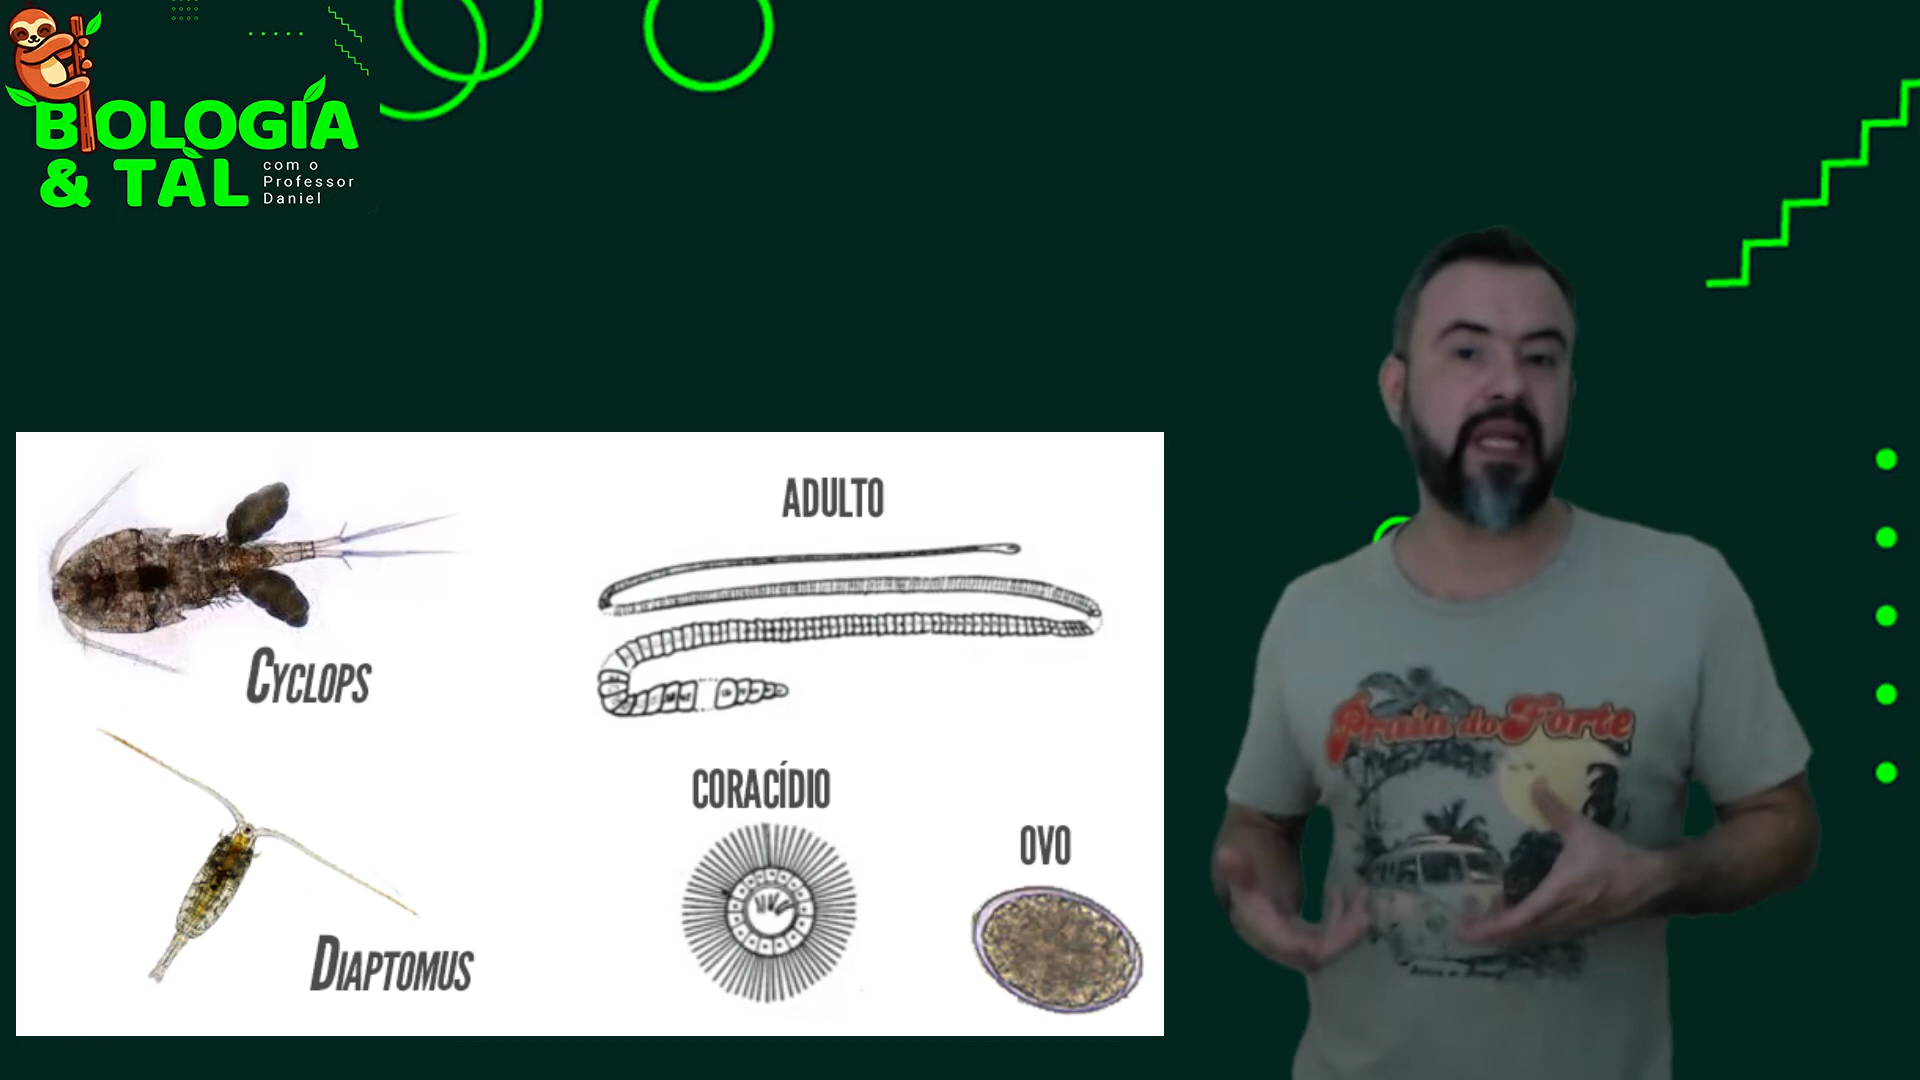 BIOLOGIA
& TAL
com o
Professor
Daniel
CYCLOPS
DIAPTOMUS
ADULTO
CORACÍDIO
OVO
Praia do Forte